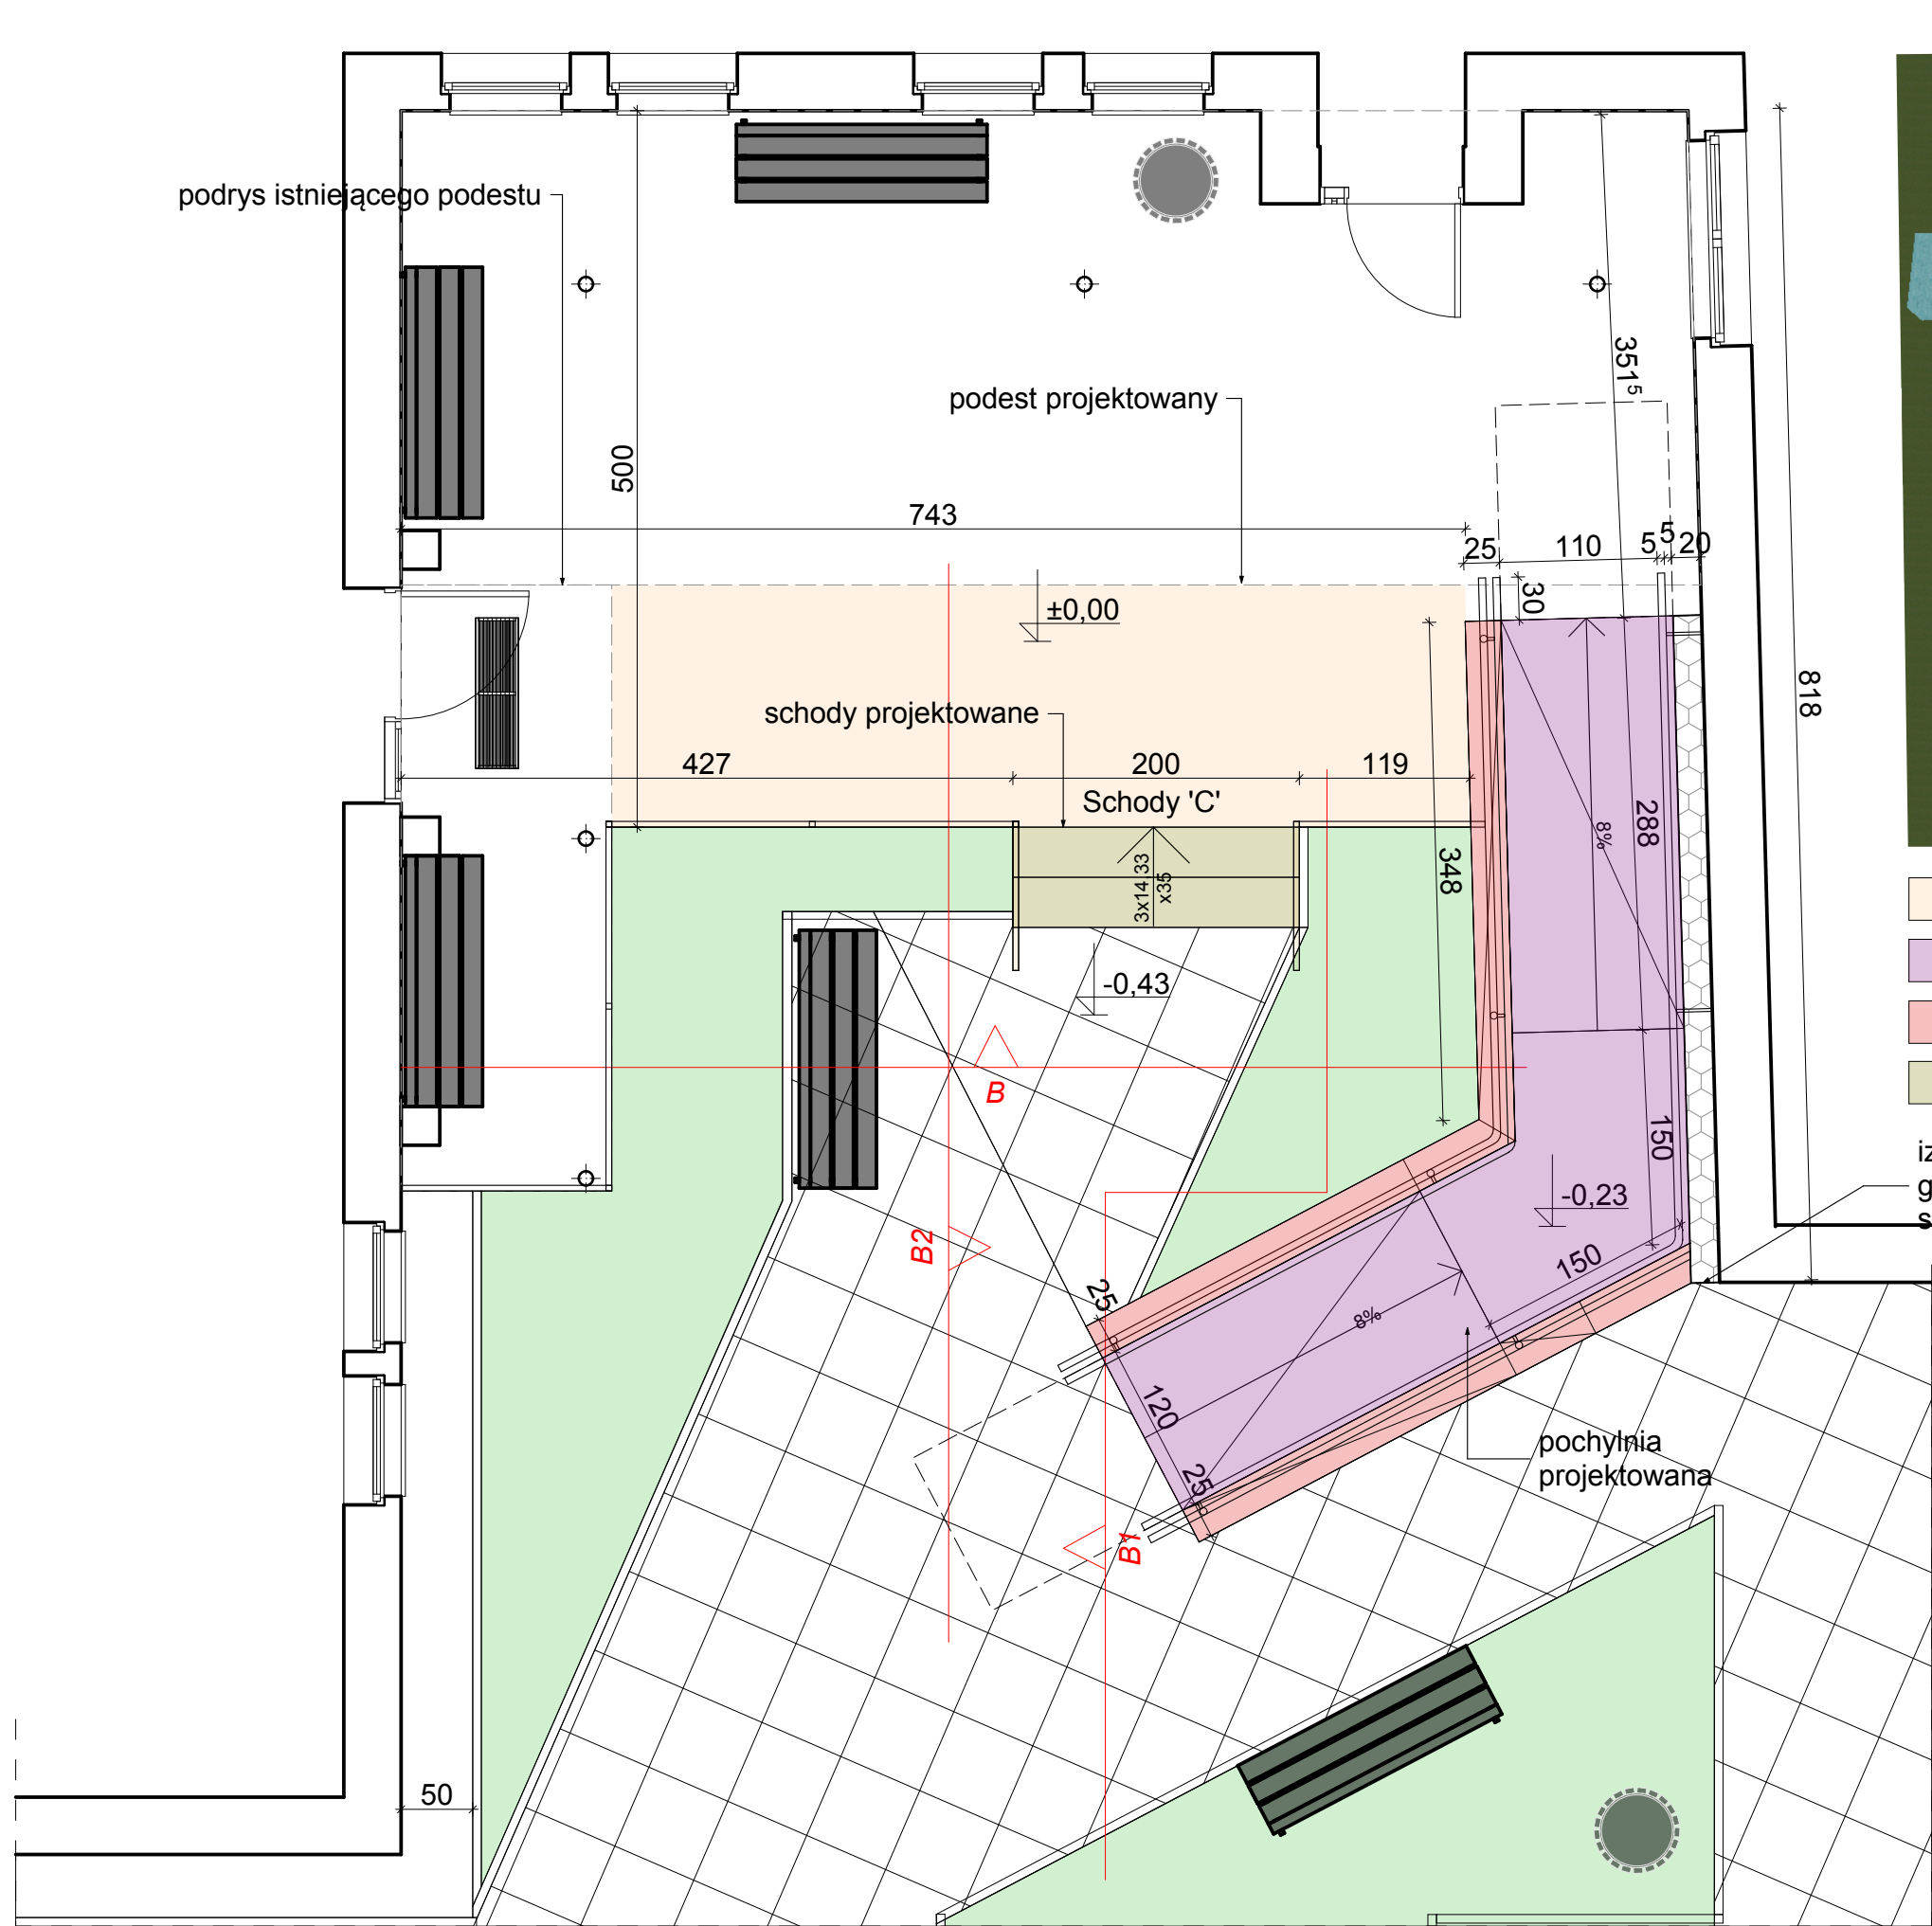 podrys istniejącego podestu
351⁵
podest projektowany
500
743
25
110
5
5
20
30
±0,00
818
schody projektowane
427
200
119
Schody 'C'
288
8%
348
3x14,33
x35
-0,43
B
150
-0,23
B2
150
25
8%
120
25
pochylnia
projektowana
B1
50